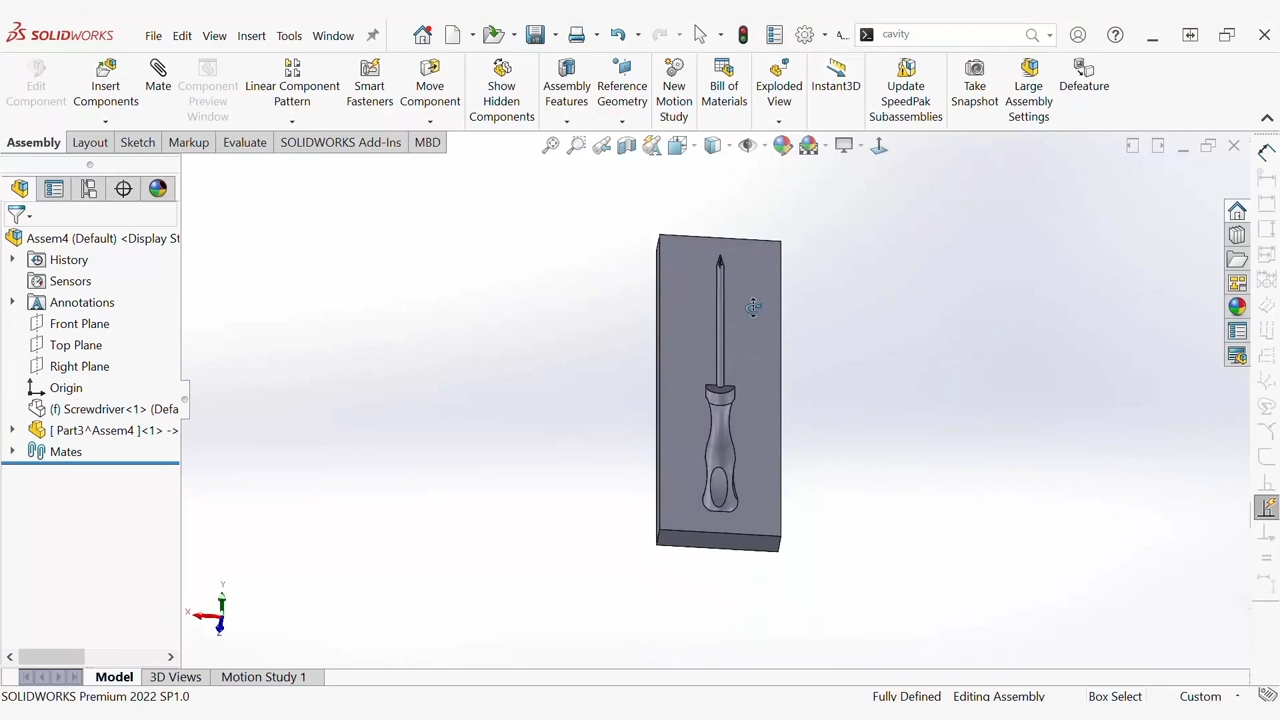 SOLIDWORKS File Edit View Insert Tools Window A... cavity
Edit Component
Insert Components
Mate
Component Preview Window
Linear Component Pattern
Smart Fasteners
Move Component
Show Hidden Components
Assembly Features
Reference Geometry
New Motion Study
Bill of Materials
Exploded View
Instant3D
Update SpeedPak Subassemblies
Take Snapshot
Large Assembly Settings
Defeature
Assembly Layout Sketch Markup Evaluate SOLIDWORKS Add-Ins MBD
Assem4 (Default) <Display St
History
Sensors
Annotations
Front Plane
Top Plane
Right Plane
Origin
(f) Screwdriver<1> (Defa
[ Part3^Assem4 ]<1> ->
Mates
Y
X
Z
Model 3D Views Motion Study 1
SOLIDWORKS Premium 2022 SP1.0 Fully Defined Editing Assembly Box Select Custom